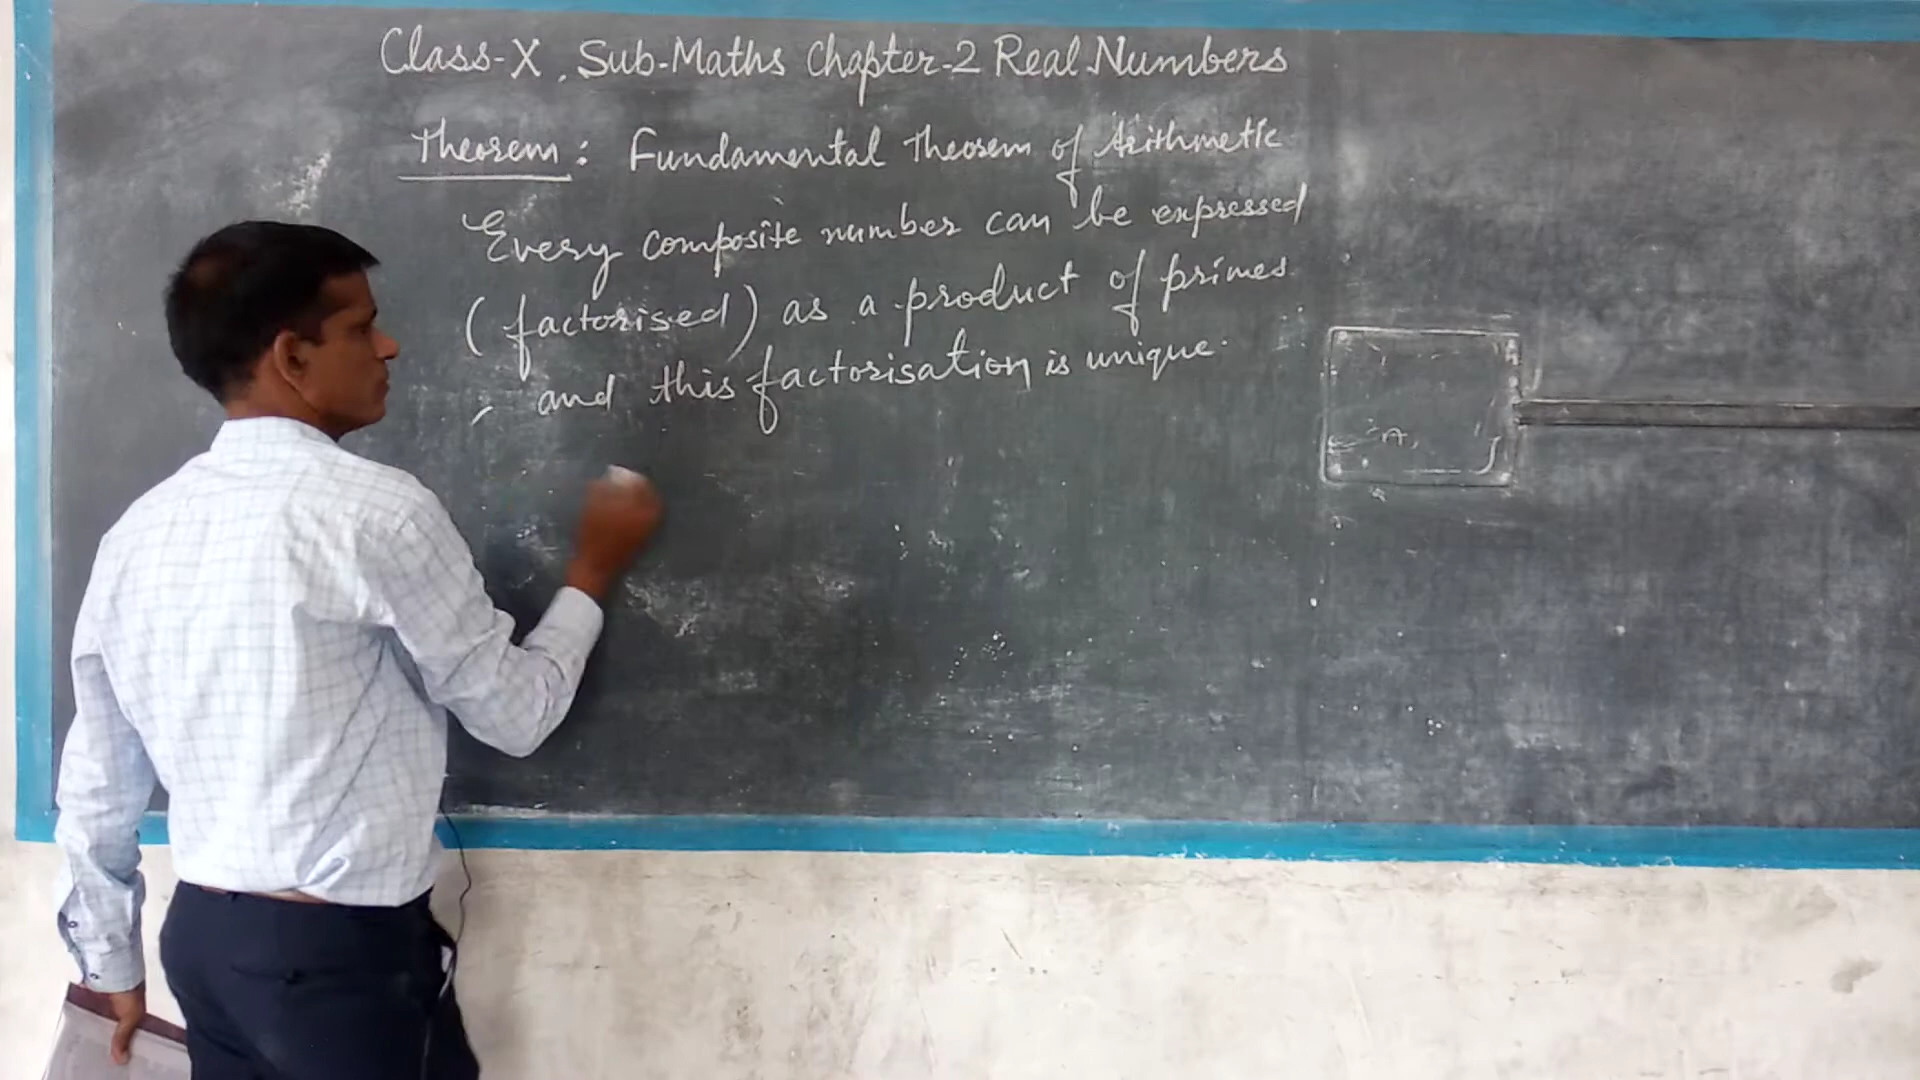 Class-X, Sub-Maths Chapter-2 Real Numbers
Theorem: Fundamental Theorem of Arithmetic
Every composite number can be expressed
(factorised) as a product of primes
and this factorisation is unique.